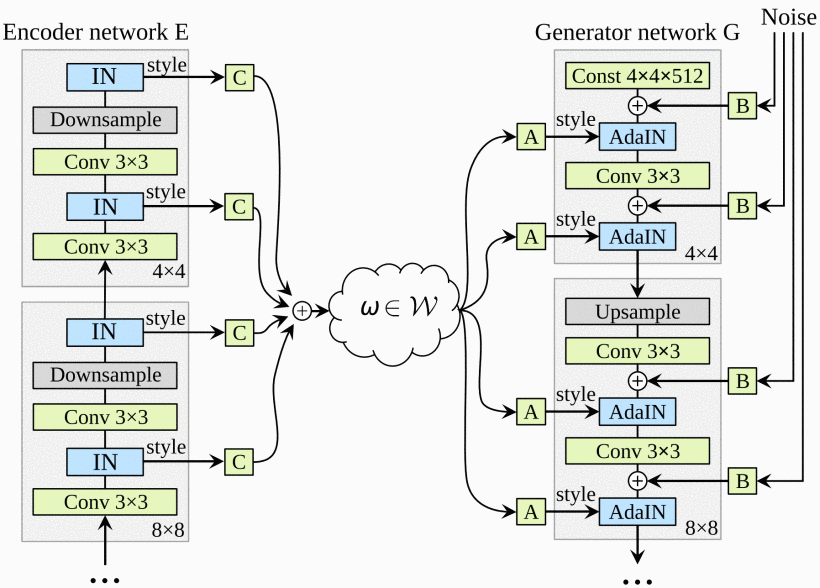 Encoder network E
IN
style
C
Downsample
Conv 3×3
IN
style
C
Conv 3×3
4×4
IN
style
C
Downsample
Conv 3×3
IN
style
C
Conv 3×3
8×8
...
+
ω ∈ 𝒲
Noise
Generator network G
Const 4×4×512
+
B
A
style
AdaIN
Conv 3×3
+
B
A
style
AdaIN
4×4
Upsample
Conv 3×3
+
B
A
style
AdaIN
Conv 3×3
+
B
A
style
AdaIN
8×8
...